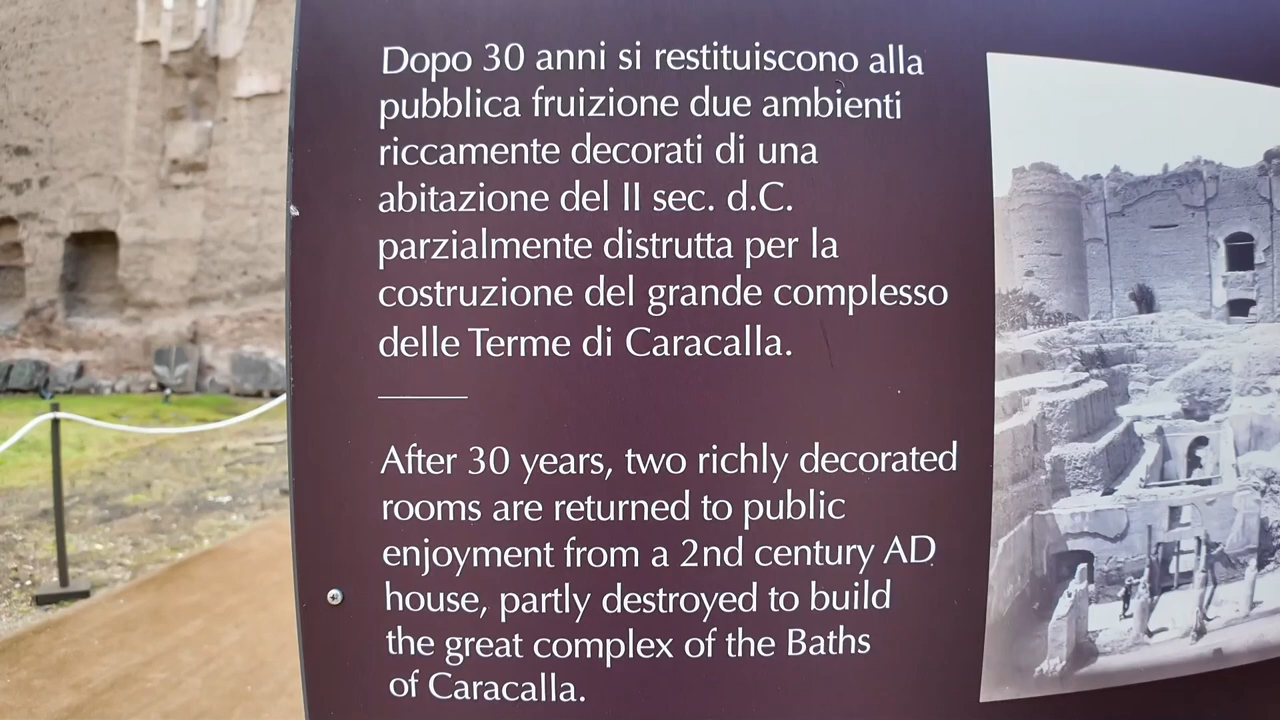 Dopo 30 anni si restituiscono alla
pubblica fruizione due ambienti
riccamente decorati di una
abitazione del II sec. d.C.
parzialmente distrutta per la
costruzione del grande complesso
delle Terme di Caracalla.
After 30 years, two richly decorated
rooms are returned to public
enjoyment from a 2nd century AD
house, partly destroyed to build
the great complex of the Baths
of Caracalla.